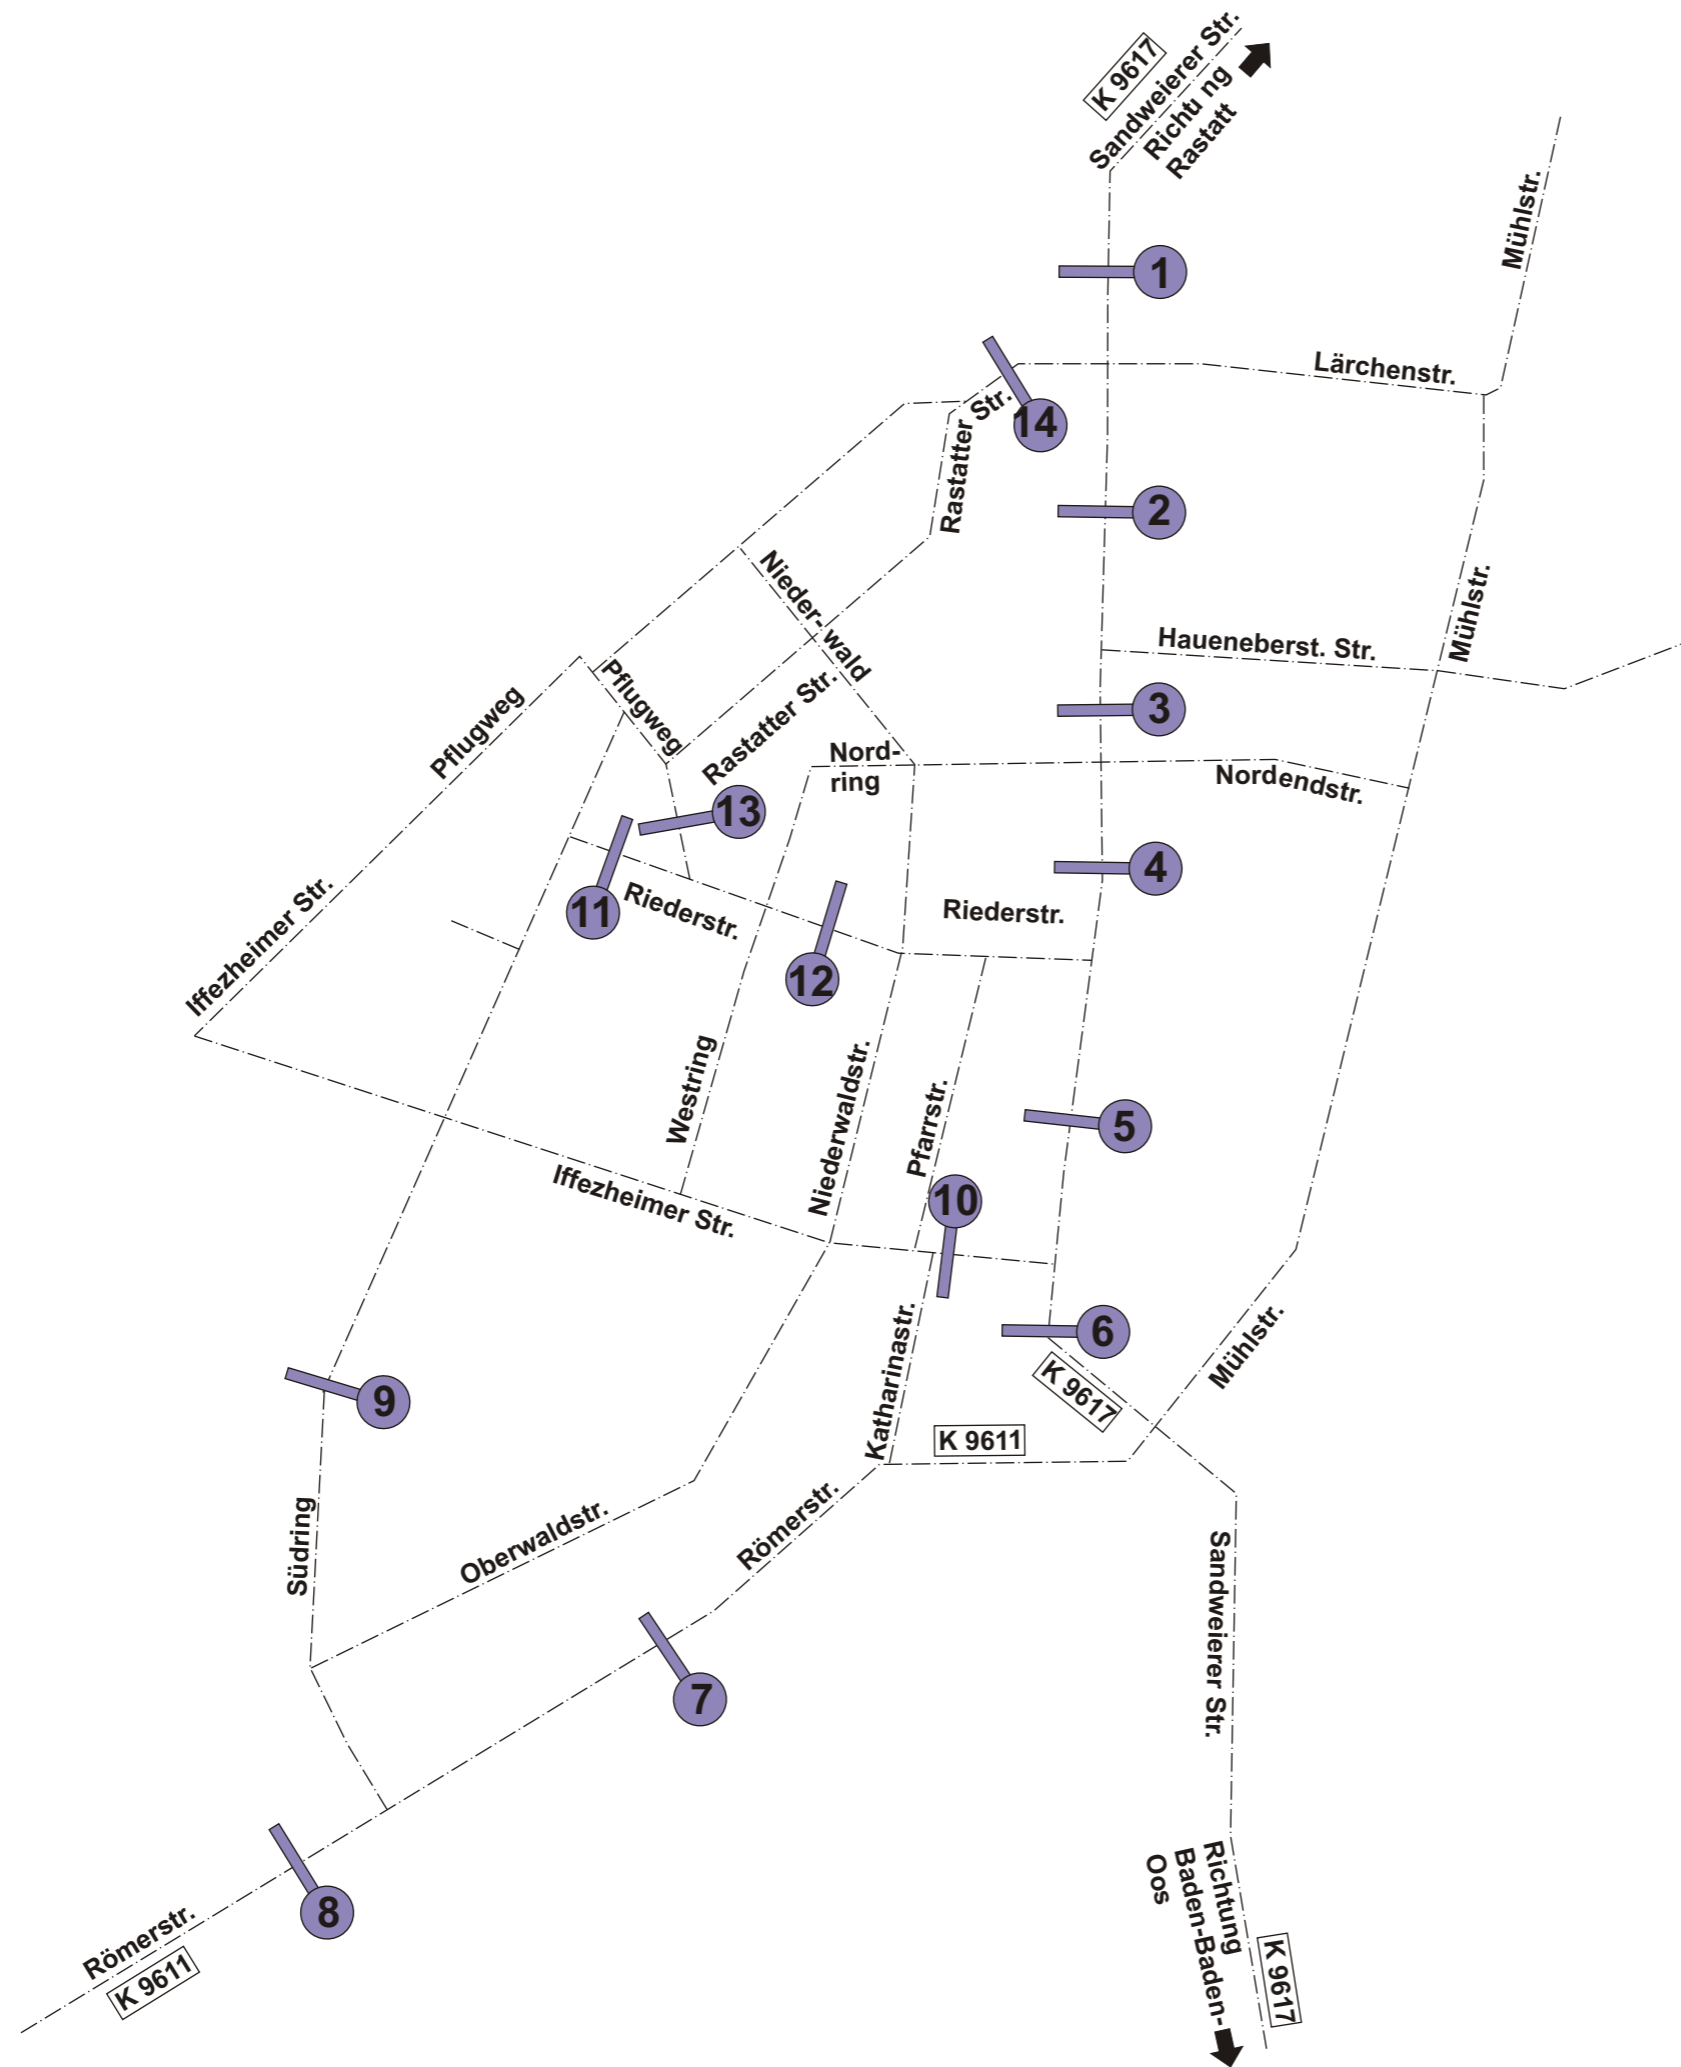 K 9617
Sandweierer Str.
Richtu ng
Rastatt
Mühlstr.
1
Lärchenstr.
Rastatter Str.
14
2
Nieder-wald
Mühlstr.
Haueneberst. Str.
Pflugweg
Pflugweg
Rastatter Str.
3
Nord-
ring
Nordendstr.
13
4
11
Riederstr.
Riederstr.
Iffezheimer Str.
12
Westring
Niederwaldstr.
Pfarrstr.
5
Iffezheimer Str.
10
6
Katharinastr.
K 9617
Mühlstr.
9
K 9611
Südring
Oberwaldstr.
Römerstr.
Sandweierer Str.
7
8
Römerstr.
K 9611
Richtung
Baden-Baden-
Oos
K 9617